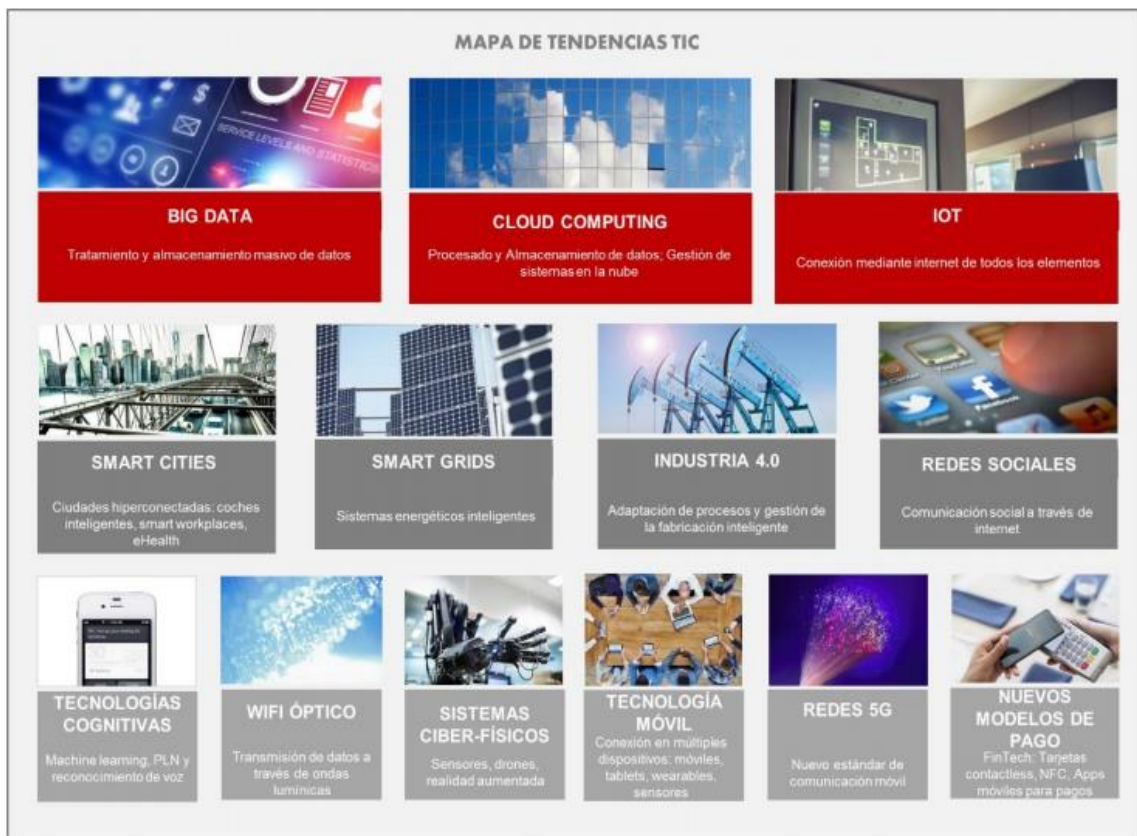 MAPA DE TENDENCIAS TIC
SERVICE LEVELS AND STATISTICS
BIG DATA
Tratamiento y almacenamiento masivo de datos
CLOUD COMPUTING
Procesado y Almacenamiento de datos; Gestión de
sistemas en la nube
IOT
Conexión mediante internet de todos los elementos
SMART CITIES
Ciudades hiperconectadas: coches
inteligentes, smart workplaces,
eHealth
SMART GRIDS
Sistemas energéticos inteligentes
INDUSTRIA 4.0
Adaptación de procesos y gestión de
la fabricación inteligente
Facebook
REDES SOCIALES
Comunicación social a través de
internet
TECNOLOGÍAS
COGNITIVAS
Machine learning, PLN y
reconocimiento de voz
WIFI ÓPTICO
Transmisión de datos a
través de ondas
lumínicas
SISTEMAS
CIBER-FÍSICOS
Sensores, drones,
realidad aumentada
TECNOLOGÍA
MÓVIL
Conexión en múltiples
dispositivos: móviles,
tablets, wearables,
sensores
REDES 5G
Nuevo estándar de
comunicación móvil
NUEVOS
MODELOS DE
PAGO
FinTech: Tarjetas
contactless, NFC, Apps
móviles para pagos